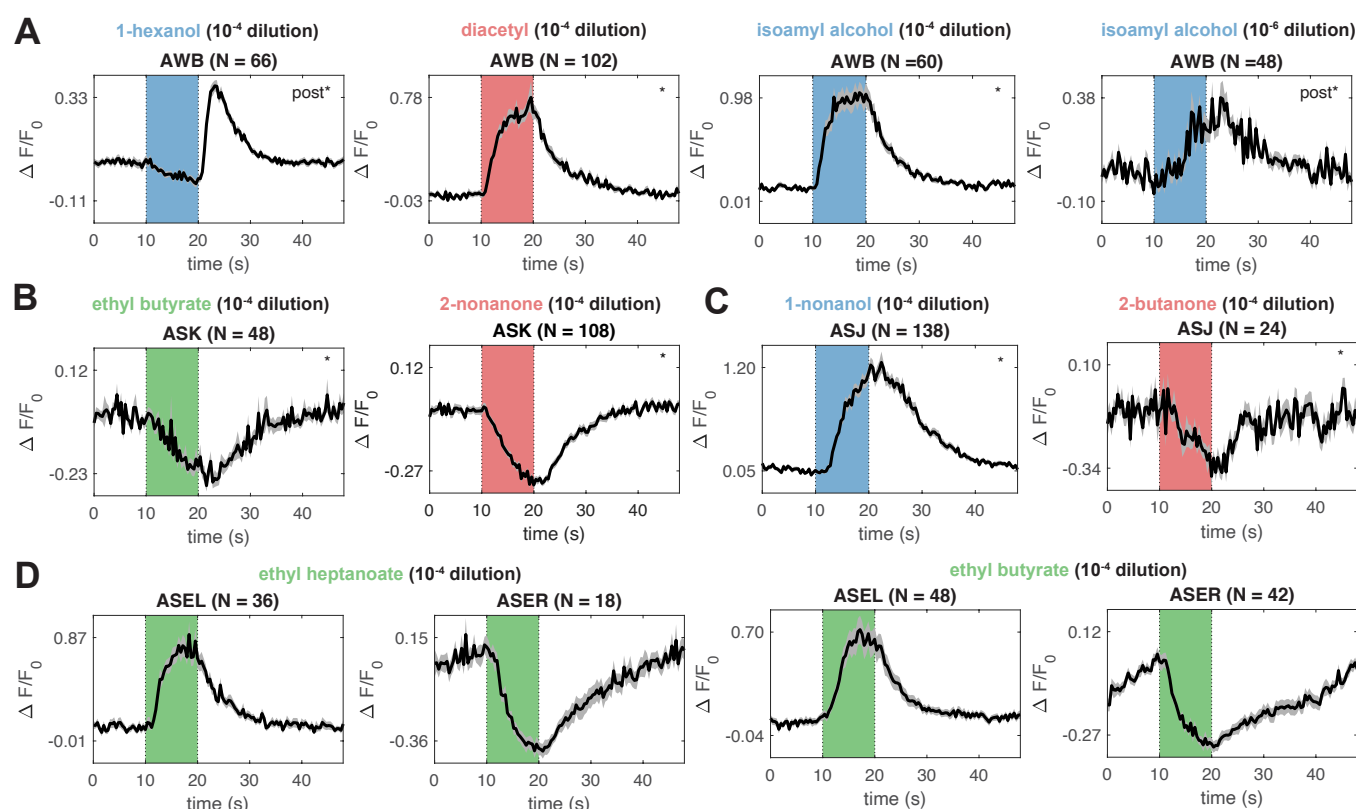 A
1-hexanol (10-4 dilution)
AWB (N = 66)
post*
0.33
-0.11
Δ F/F0
0 10 20 30 40
time (s)
diacetyl (10-4 dilution)
AWB (N = 102)
*
0.78
-0.03
Δ F/F0
0 10 20 30 40
time (s)
isoamyl alcohol (10-4 dilution)
AWB (N =60)
*
0.98
0.01
Δ F/F0
0 10 20 30 40
time (s)
isoamyl alcohol (10-6 dilution)
AWB (N =48)
post*
0.38
-0.10
Δ F/F0
0 10 20 30 40
time (s)
B
ethyl butyrate (10-4 dilution)
ASK (N = 48)
*
0.12
-0.23
Δ F/F0
0 10 20 30 40
time (s)
2-nonanone (10-4 dilution)
ASK (N = 108)
*
0.12
-0.27
Δ F/F0
0 10 20 30 40
time (s)
C
1-nonanol (10-4 dilution)
ASJ (N = 138)
*
1.20
0.05
Δ F/F0
0 10 20 30 40
time (s)
2-butanone (10-4 dilution)
ASJ (N = 24)
*
0.10
-0.34
Δ F/F0
0 10 20 30 40
time (s)
D
ethyl heptanoate (10-4 dilution)
ASEL (N = 36)
0.87
-0.01
Δ F/F0
0 10 20 30 40
time (s)
ASER (N = 18)
0.15
-0.36
Δ F/F0
0 10 20 30 40
time (s)
ethyl butyrate (10-4 dilution)
ASEL (N = 48)
0.70
-0.04
Δ F/F0
0 10 20 30 40
time (s)
ASER (N = 42)
0.12
-0.27
Δ F/F0
0 10 20 30 40
time (s)